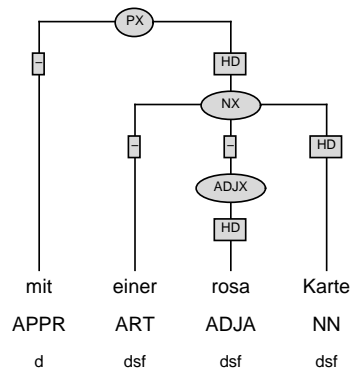 PX
– HD
NX
– – HD
ADJX
HD
mit einer rosa Karte
APPR ART ADJA NN
d dsf dsf dsf